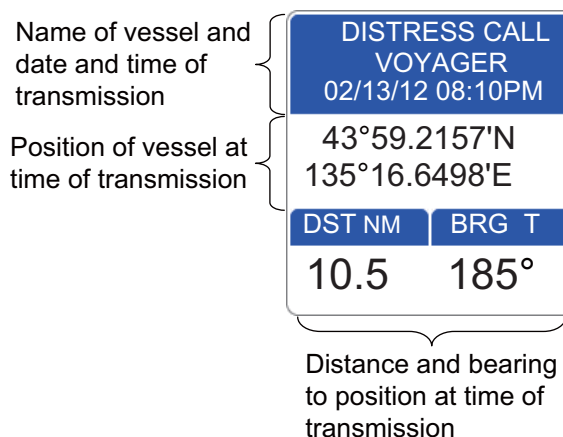 Name of vessel and
date and time of
transmission
DISTRESS CALL
VOYAGER
02/13/12 08:10PM
Position of vessel at
time of transmission
43°59.2157'N
135°16.6498'E
DST NM BRG T
10.5 185°
Distance and bearing
to position at time of
transmission